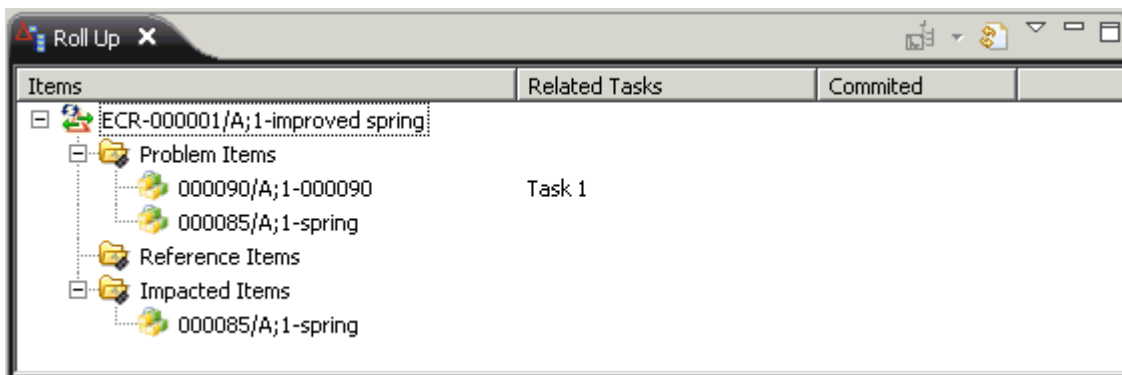 Roll Up
Items Related Tasks Commited
ECR-000001/A;1-improved spring
Problem Items
000090/A;1-000090 Task 1
000085/A;1-spring
Reference Items
Impacted Items
000085/A;1-spring